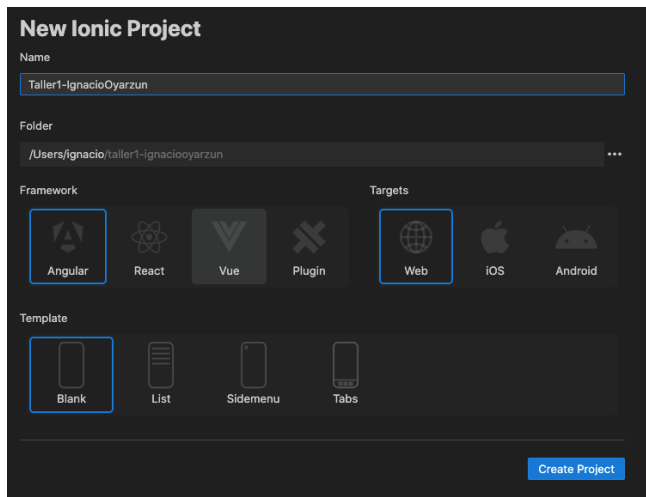 New Ionic Project
Name
Taller1-IgnacioOyarzun
Folder
/Users/ignacio/taller1-ignaciooyarzun
Framework
Targets
Angular React Vue Plugin
Web iOS Android
Template
Blank List Sidemenu Tabs
Create Project